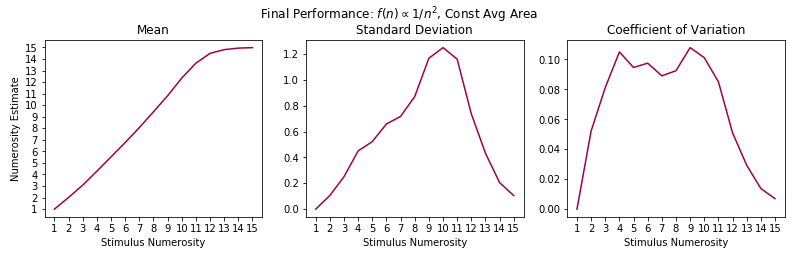 Final Performance: f(n) ∝ 1/n², Const Avg Area
Mean
Numerosity Estimate
15
14
13
12
11
10
9
8
7
6
5
4
3
2
1
1 2 3 4 5 6 7 8 9 10 11 12 13 14 15
Stimulus Numerosity
Standard Deviation
1.2
1.0
0.8
0.6
0.4
0.2
0.0
1 2 3 4 5 6 7 8 9 10 11 12 13 14 15
Stimulus Numerosity
Coefficient of Variation
0.10
0.08
0.06
0.04
0.02
0.00
1 2 3 4 5 6 7 8 9 10 11 12 13 14 15
Stimulus Numerosity